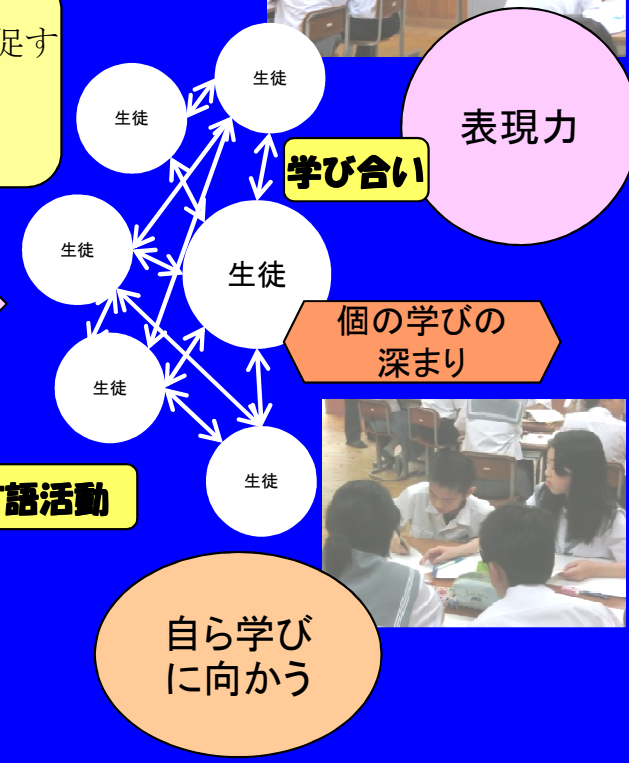 促す
生徒
生徒
表現力
学び合い
生徒
生徒
個の学びの
深まり
生徒
生徒
語活動
自ら学び
に向かう